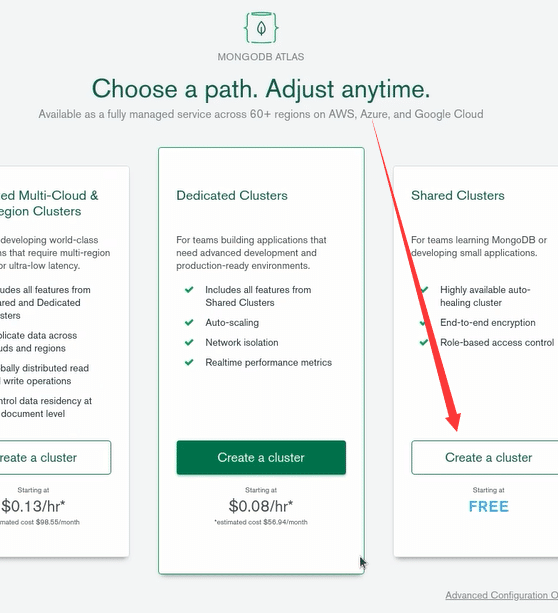 MONGODB ATLAS
Choose a path. Adjust anytime.
Available as a fully managed service across 60+ regions on AWS, Azure, and Google Cloud
ed Multi-Cloud &
egion Clusters
developing world-class
ns that require multi-region
or ultra-low latency.
udes all features from
ared and Dedicated
sters
plicate data across
uds and regions
bally distributed read
write operations
ntrol data residency at
document level
reate a cluster
Starting at
$0.13/hr*
mated cost $98.55/month
Dedicated Clusters
For teams building applications that
need advanced development and
production-ready environments.
Includes all features from
Shared Clusters
Auto-scaling
Network isolation
Realtime performance metrics
Create a cluster
Starting at
$0.08/hr*
*estimated cost $56.94/month
Shared Clusters
For teams learning MongoDB or
developing small applications.
Highly available auto-
healing cluster
End-to-end encryption
Role-based access control
Create a cluster
Starting at
FREE
Advanced Configuration O